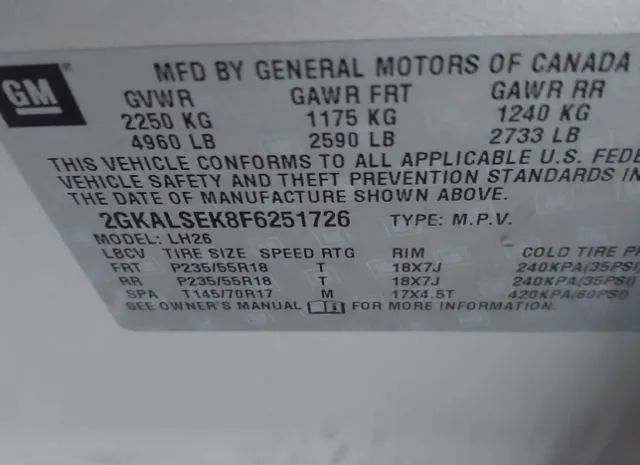 GM
MFD BY GENERAL MOTORS OF CANADA
GVWR GAWR FRT GAWR RR
2250 KG 1175 KG 1240 KG
4960 LB 2590 LB 2733 LB
THIS VEHICLE CONFORMS TO ALL APPLICABLE U.S. FEDE
VEHICLE SAFETY AND THEFT PREVENTION STANDARDS IN
THE DATE OF MANUFACTURE SHOWN ABOVE.
2GKALSEK8F6251726 TYPE: M.P.V.
MODEL: LH26
LBCV TIRE SIZE SPEED RTG RIM COLD TIRE PR
FRT P235/55R18 T 18X7J 240KPA(35PSI)
RR P235/55R18 T 18X7J 240KPA(35PSI)
SPA T145/70R17 M 17X4.5T 420KPA(60PSI)
SEE OWNER'S MANUAL FOR MORE INFORMATION.